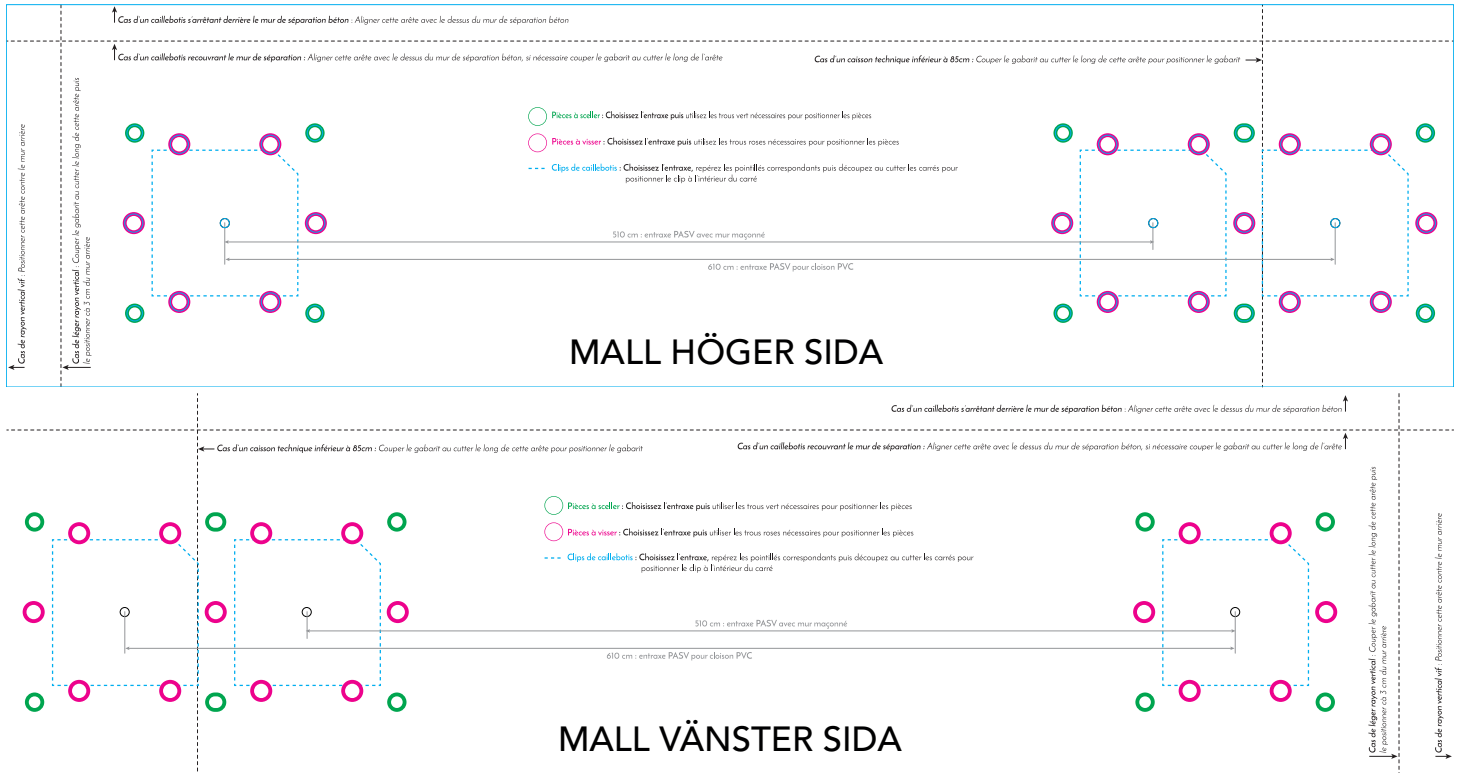 Cas d'un caillebotis s'arrêtant derrière le mur de séparation béton : Aligner cette arête avec le dessus du mur de séparation béton
Cas d'un caillebotis recouvrant le mur de séparation : Aligner cette arête avec le dessus du mur de séparation béton, si nécessaire couper le gabarit au cutter le long de l'arête
Cas d'un caisson technique inférieur à 85cm : Couper le gabarit au cutter le long de cette arête pour positionner le gabarit
Cas de rayon vertical vif : Positionner cette arête contre le mur arrière
Cas de léger rayon vertical : Couper le gabarit au cutter le long de cette arête puis
le positionner cà 3 cm du mur arrière
Pièces à sceller : Choisissez l'entraxe puis utilisez les trous vert nécessaires pour positionner les pièces
Pièces à visser : Choisissez l'entraxe puis utilisez les trous roses nécessaires pour positionner les pièces
Clips de caillebotis : Choisissez l'entraxe, repérez les pointillés correspondants puis découpez au cutter les carrés pour
positionner le clip à l'intérieur du carré
510 cm : entraxe PASV avec mur maçonné
610 cm : entraxe PASV pour cloison PVC
MALL HÖGER SIDA
Cas d'un caillebotis s'arrêtant derrière le mur de séparation béton : Aligner cette arête avec le dessus du mur de séparation béton
Cas d'un caisson technique inférieur à 85cm : Couper le gabarit au cutter le long de cette arête pour positionner le gabarit
Cas d'un caillebotis recouvrant le mur de séparation : Aligner cette arête avec le dessus du mur de séparation béton, si nécessaire couper le gabarit au cutter le long de l'arête
Pièces à sceller : Choisissez l'entraxe puis utiliser les trous vert nécessaires pour positionner les pièces
Pièces à visser : Choisissez l'entraxe puis utiliser les trous roses nécessaires pour positionner les pièces
Clips de caillebotis : Choisissez l'entraxe, repérez les pointillés correspondants puis découpez au cutter les carrés pour
positionner le clip à l'intérieur du carré
510 cm : entraxe PASV avec mur maçonné
610 cm : entraxe PASV pour cloison PVC
Cas de léger rayon vertical : Couper le gabarit au cutter le long de cette arête puis
le positionner cà 3 cm du mur arrière
Cas de rayon vertical vif : Positionner cette arête contre le mur arrière
MALL VÄNSTER SIDA